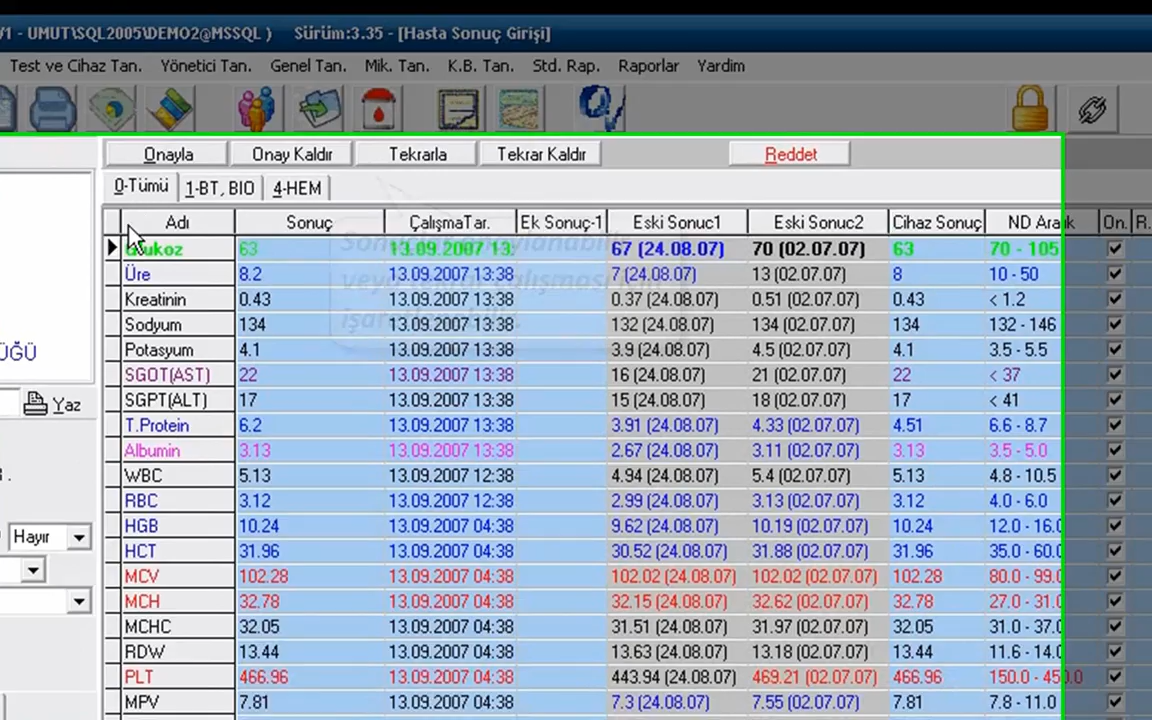 /1 - UMUT\SQL2005\DEMO2@MSSQL ) Sürüm:3.35 - [Hasta Sonuç Girişi]
Test ve Cihaz Tan. Yönetici Tan. Genel Tan. Mik. Tan. K.B. Tan. Std. Rap. Raporlar Yardım
Onayla Onay Kaldır Tekrarla Tekrar Kaldır Reddet
0-Tümü 1-BT, BIO 4-HEM
Adı Sonuç ÇalışmaTar. Ek Sonuç-1 Eski Sonuc1 Eski Sonuc2 Cihaz Sonuç ND Aralık On. R.
Glukoz 63 13.09.2007 13: 67 (24.08.07) 70 (02.07.07) 63 70 - 105
Üre 8.2 13.09.2007 13:38 7 (24.08.07) 13 (02.07.07) 8 10 - 50
Kreatinin 0.43 13.09.2007 13:38 0.37 (24.08.07) 0.51 (02.07.07) 0.43 < 1.2
Sodyum 134 13.09.2007 13:38 132 (24.08.07) 134 (02.07.07) 134 132 - 146
Potasyum 4.1 13.09.2007 13:38 3.9 (24.08.07) 4.5 (02.07.07) 4.1 3.5 - 5.5
SGOT(AST) 22 13.09.2007 13:38 16 (24.08.07) 21 (02.07.07) 22 < 37
SGPT(ALT) 17 13.09.2007 13:38 15 (24.08.07) 18 (02.07.07) 17 < 41
T.Protein 6.2 13.09.2007 13:38 3.91 (24.08.07) 4.33 (02.07.07) 4.51 6.6 - 8.7
Albumin 3.13 13.09.2007 13:38 2.67 (24.08.07) 3.11 (02.07.07) 3.13 3.5 - 5.0
WBC 5.13 13.09.2007 12:38 4.94 (24.08.07) 5.4 (02.07.07) 5.13 4.8 - 10.5
RBC 3.12 13.09.2007 12:38 2.99 (24.08.07) 3.13 (02.07.07) 3.12 4.0 - 6.0
HGB 10.24 13.09.2007 04:38 9.62 (24.08.07) 10.19 (02.07.07) 10.24 12.0 - 16.0
HCT 31.96 13.09.2007 04:38 30.52 (24.08.07) 31.88 (02.07.07) 31.96 35.0 - 60.0
MCV 102.28 13.09.2007 04:38 102.02 (24.08.07) 102.02 (02.07.07) 102.28 80.0 - 99.0
MCH 32.78 13.09.2007 04:38 32.15 (24.08.07) 32.62 (02.07.07) 32.78 27.0 - 31.0
MCHC 32.05 13.09.2007 04:38 31.51 (24.08.07) 31.97 (02.07.07) 32.05 31.0 - 37.0
RDW 13.44 13.09.2007 04:38 13.63 (24.08.07) 13.18 (02.07.07) 13.44 11.6 - 14.0
PLT 466.96 13.09.2007 04:38 443.94 (24.08.07) 469.21 (02.07.07) 466.96 150.0 - 450.0
MPV 7.81 13.09.2007 04:38 7.3 (24.08.07) 7.55 (02.07.07) 7.81 7.8 - 11.0
ÜĞÜ
Yaz
Hayır